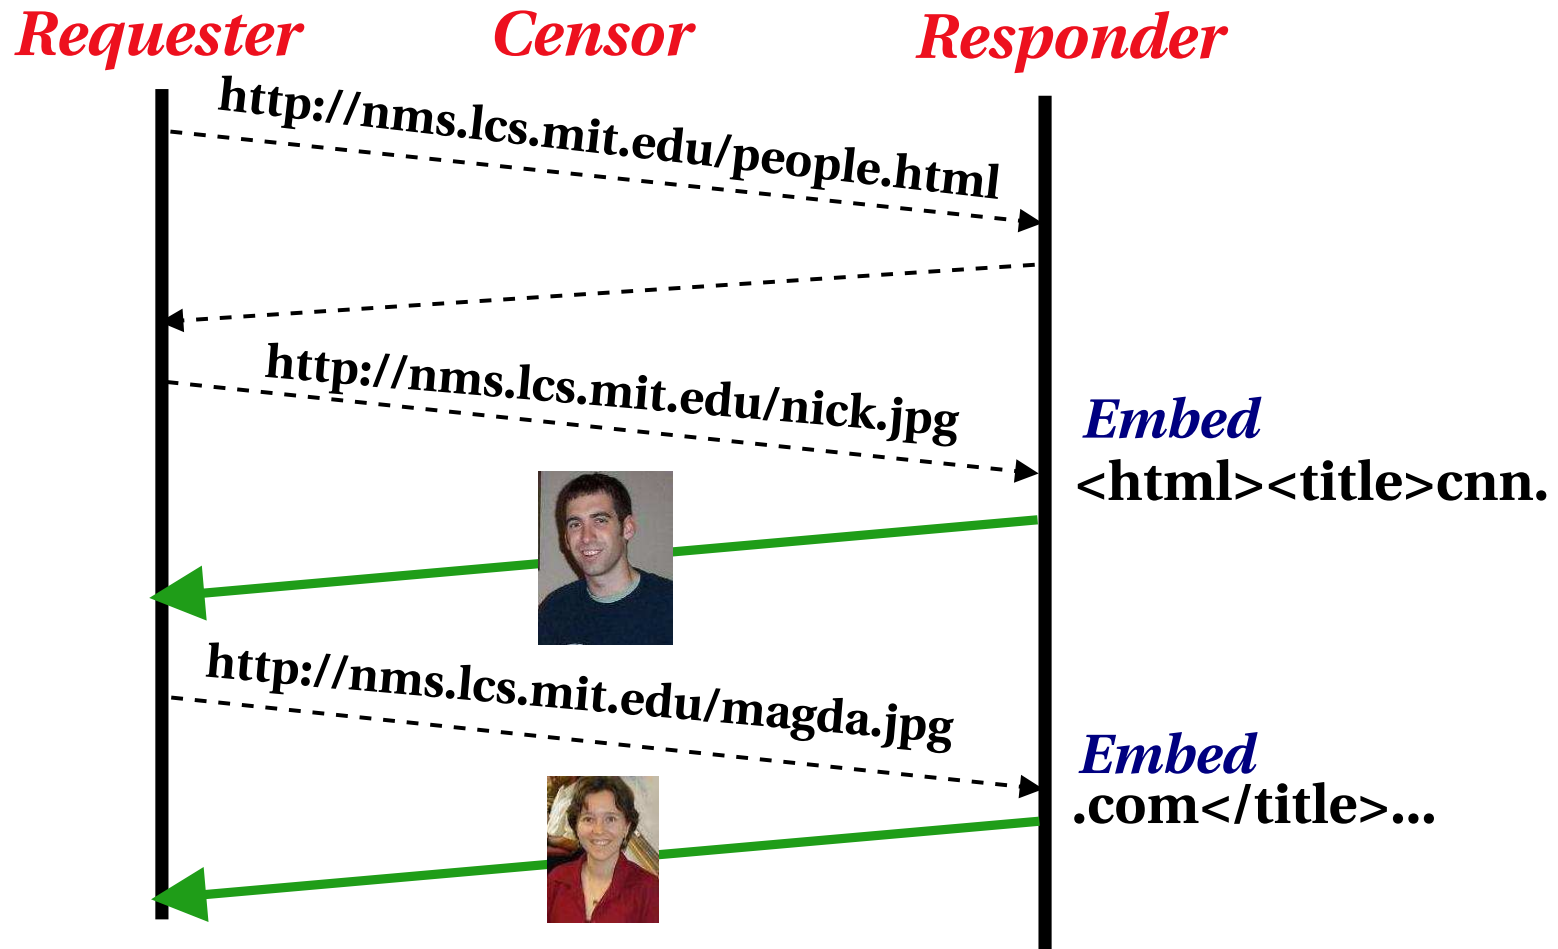 Requester
Censor
Responder
http://nms.lcs.mit.edu/people.html
http://nms.lcs.mit.edu/nick.jpg
Embed
<html><title>cnn.
http://nms.lcs.mit.edu/magda.jpg
Embed
.com</title>...